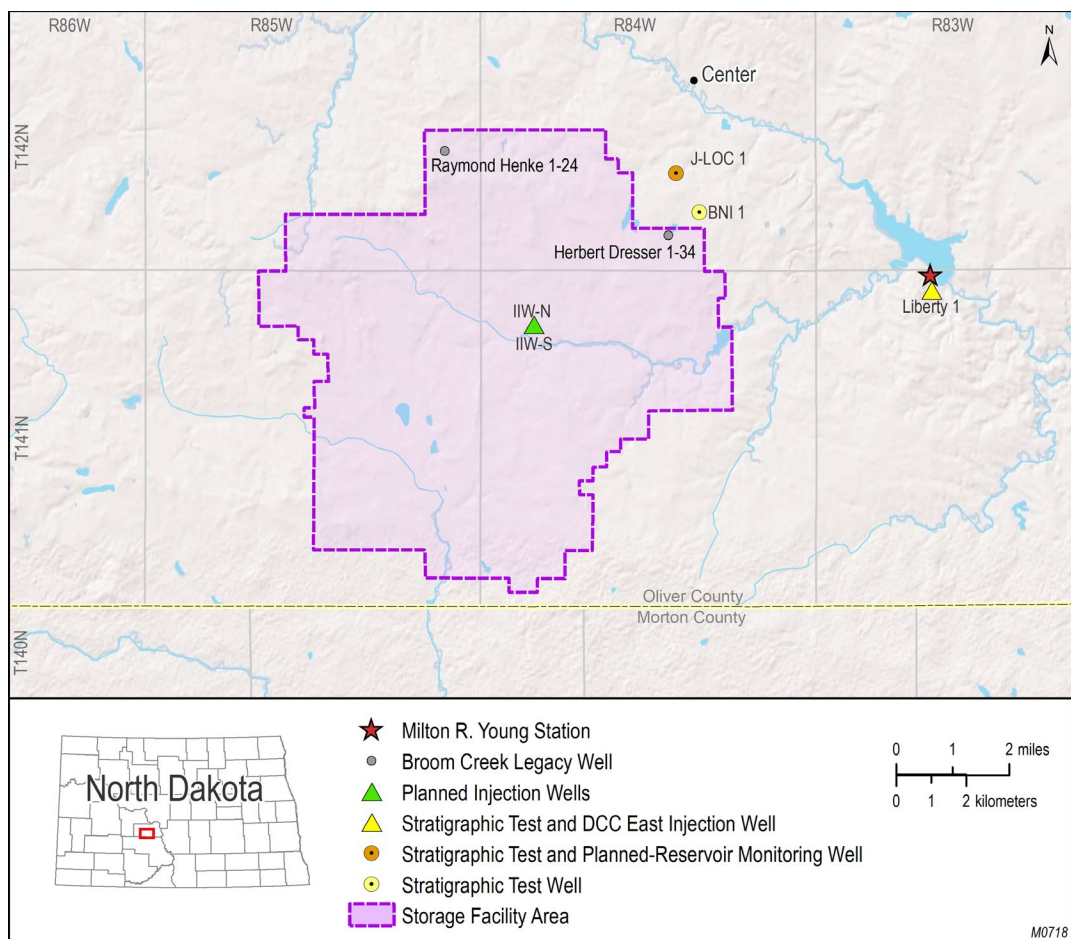 R86W
R85W
R84W
R83W
N
Center
T142N
J-LOC 1
Raymond Henke 1-24
BNI 1
Herbert Dresser 1-34
Liberty 1
IIW-N
IIW-S
T141N
Oliver County
Morton County
T140N
North Dakota
Milton R. Young Station
Broom Creek Legacy Well
Planned Injection Wells
Stratigraphic Test and DCC East Injection Well
Stratigraphic Test and Planned-Reservoir Monitoring Well
Stratigraphic Test Well
Storage Facility Area
0 1 2 miles
0 1 2 kilometers
M0718